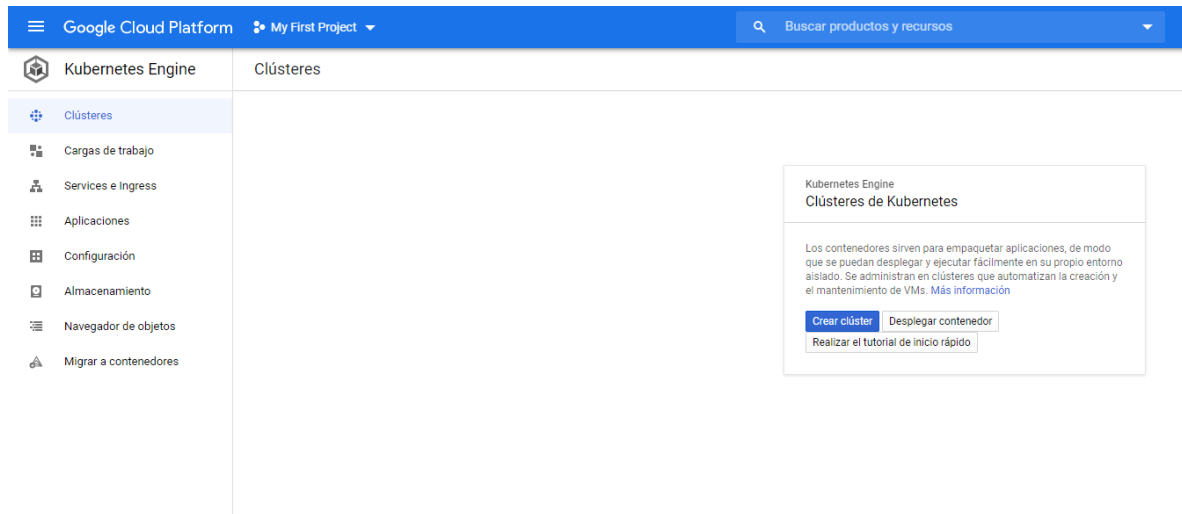 Google Cloud Platform
My First Project
Buscar productos y recursos
Kubernetes Engine
Clústeres
Clústeres
Cargas de trabajo
Services e Ingress
Aplicaciones
Configuración
Almacenamiento
Navegador de objetos
Migrar a contenedores
Kubernetes Engine
Clústeres de Kubernetes
Los contenedores sirven para empaquetar aplicaciones, de modo
que se puedan desplegar y ejecutar fácilmente en su propio entorno
aislado. Se administran en clústeres que automatizan la creación y
el mantenimiento de VMs. Más información
Crear clúster
Desplegar contenedor
Realizar el tutorial de inicio rápido